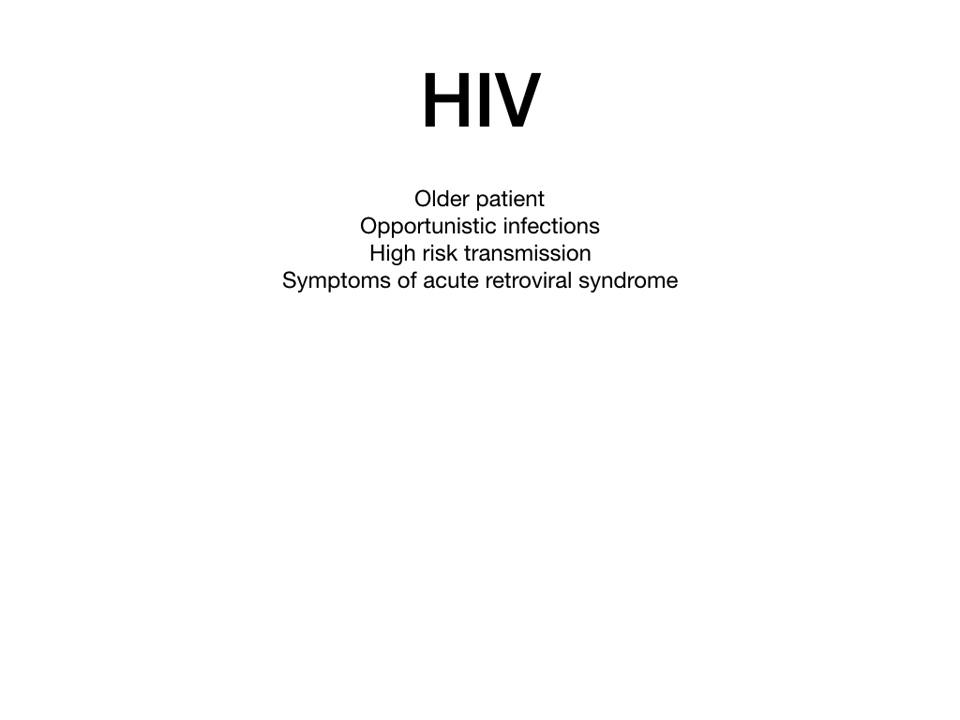 HIV
Older patient
Opportunistic infections
High risk transmission
Symptoms of acute retroviral syndrome